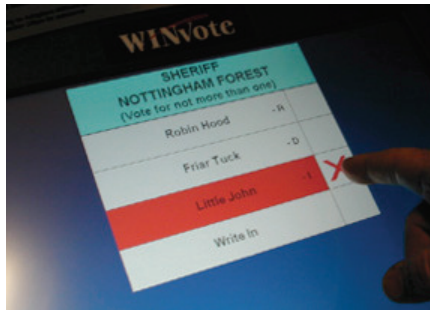 WINvote
SHERIFF
NOTTINGHAM FOREST
(Vote for not more than one)
Robin Hood - R
Friar Tuck - D
Little John - I
Write In
X